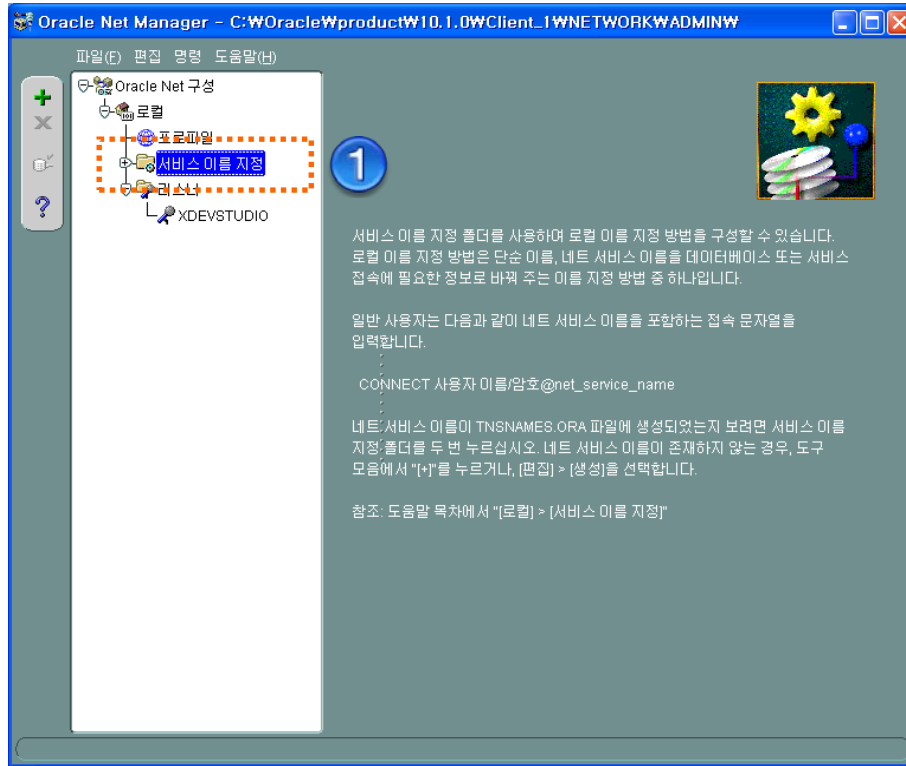 Oracle Net Manager - C:₩Oracle₩product₩10.1.0₩Client_1₩NETWORK₩ADMIN₩
파일(F) 편집 명령 도움말(H)
Oracle Net 구성
로컬
프로파일
서비스 이름 지정
1
리스너
XDEVSTUDIO
서비스 이름 지정 폴더를 사용하여 로컬 이름 지정 방법을 구성할 수 있습니다.
로컬 이름 지정 방법은 단순 이름, 네트 서비스 이름을 데이터베이스 또는 서비스
접속에 필요한 정보로 바꿔 주는 이름 지정 방법 중 하나입니다.
일반 사용자는 다음과 같이 네트 서비스 이름을 포함하는 접속 문자열을
입력합니다.
CONNECT 사용자 이름/암호@net_service_name
네트 서비스 이름이 TNSNAMES.ORA 파일에 생성되었는지 보려면 서비스 이름
지정 폴더를 두 번 누르십시오. 네트 서비스 이름이 존재하지 않는 경우, 도구
모음에서 "[+]"를 누르거나, [편집] > [생성]을 선택합니다.
참조: 도움말 목차에서 "[로컬] > [서비스 이름 지정]"